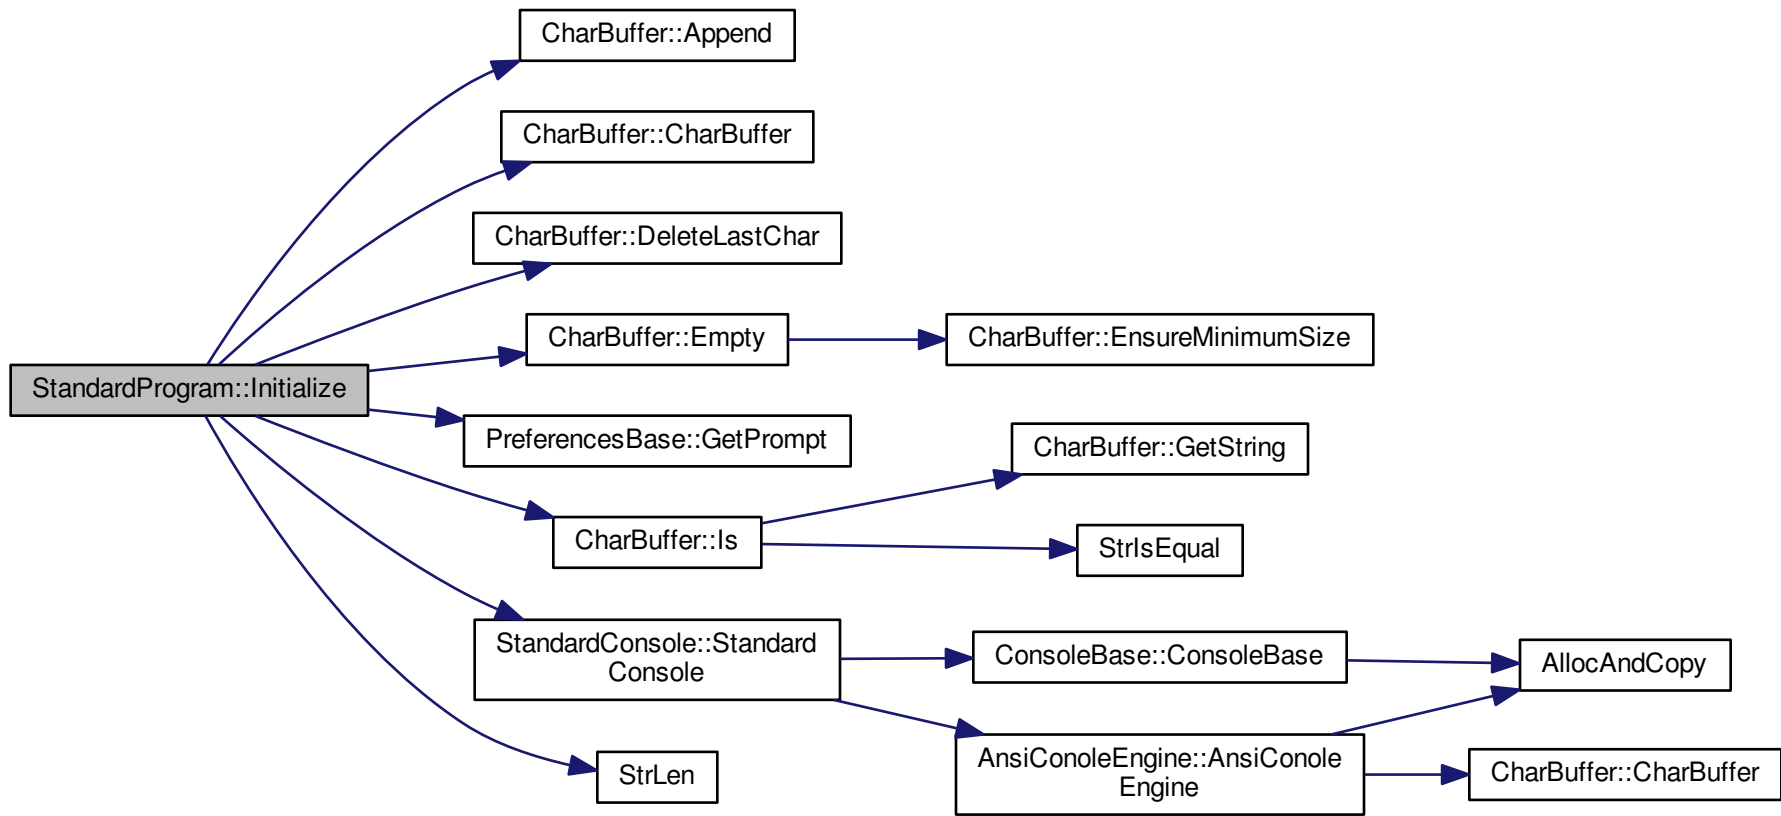 CharBuffer::Append
CharBuffer::CharBuffer
CharBuffer::DeleteLastChar
CharBuffer::Empty
CharBuffer::EnsureMinimumSize
StandardProgram::Initialize
PreferencesBase::GetPrompt
CharBuffer::GetString
CharBuffer::Is
StrIsEqual
StandardConsole::Standard
Console
ConsoleBase::ConsoleBase
AllocAndCopy
AnsiConoleEngine::AnsiConole
Engine
CharBuffer::CharBuffer
StrLen